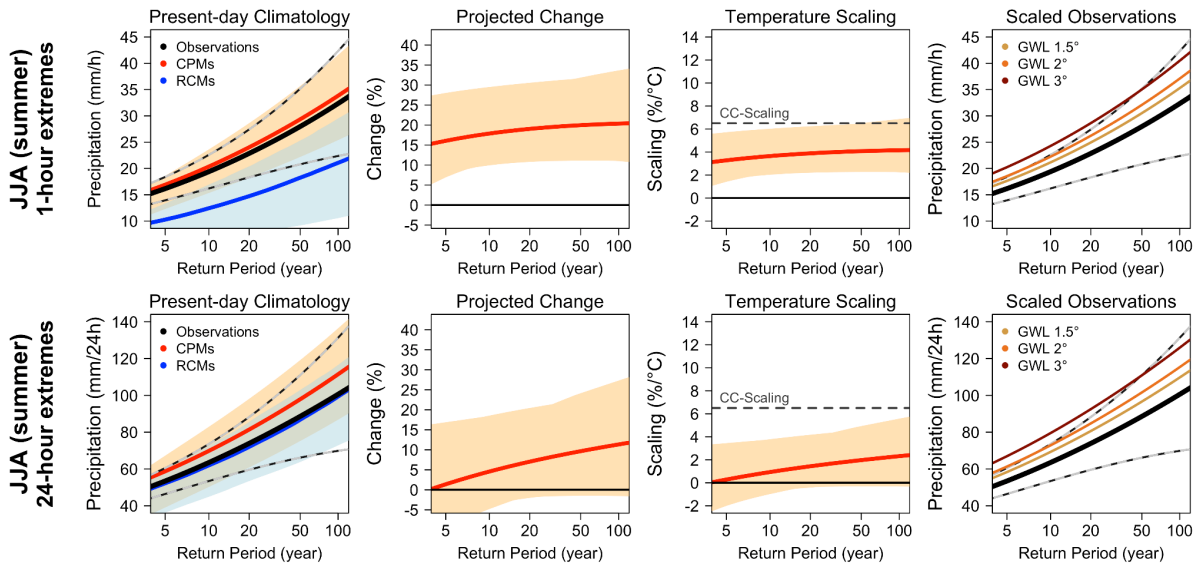 JJA (summer)
1-hour extremes
Present-day Climatology
Precipitation (mm/h)
45
40
35
30
25
20
15
10
Observations
CPMs
RCMs
5 10 20 50 100
Return Period (year)
Projected Change
Change (%)
40
35
30
25
20
15
10
5
0
5 10 20 50 100
Return Period (year)
Temperature Scaling
Scaling (%/°C)
14
12
10
8
6
4
2
0
-2
CC-Scaling
5 10 20 50 100
Return Period (year)
Scaled Observations
Precipitation (mm/h)
45
40
35
30
25
20
15
10
GWL 1.5°
GWL 2°
GWL 3°
5 10 20 50 100
Return Period (year)
JJA (summer)
24-hour extremes
Present-day Climatology
Precipitation (mm/24h)
140
120
100
80
60
40
Observations
CPMs
RCMs
5 10 20 50 100
Return Period (year)
Projected Change
Change (%)
40
35
30
25
20
15
10
5
0
5 10 20 50 100
Return Period (year)
Temperature Scaling
Scaling (%/°C)
14
12
10
8
6
4
2
0
-2
CC-Scaling
5 10 20 50 100
Return Period (year)
Scaled Observations
Precipitation (mm/24h)
140
120
100
80
60
40
GWL 1.5°
GWL 2°
GWL 3°
5 10 20 50 100
Return Period (year)